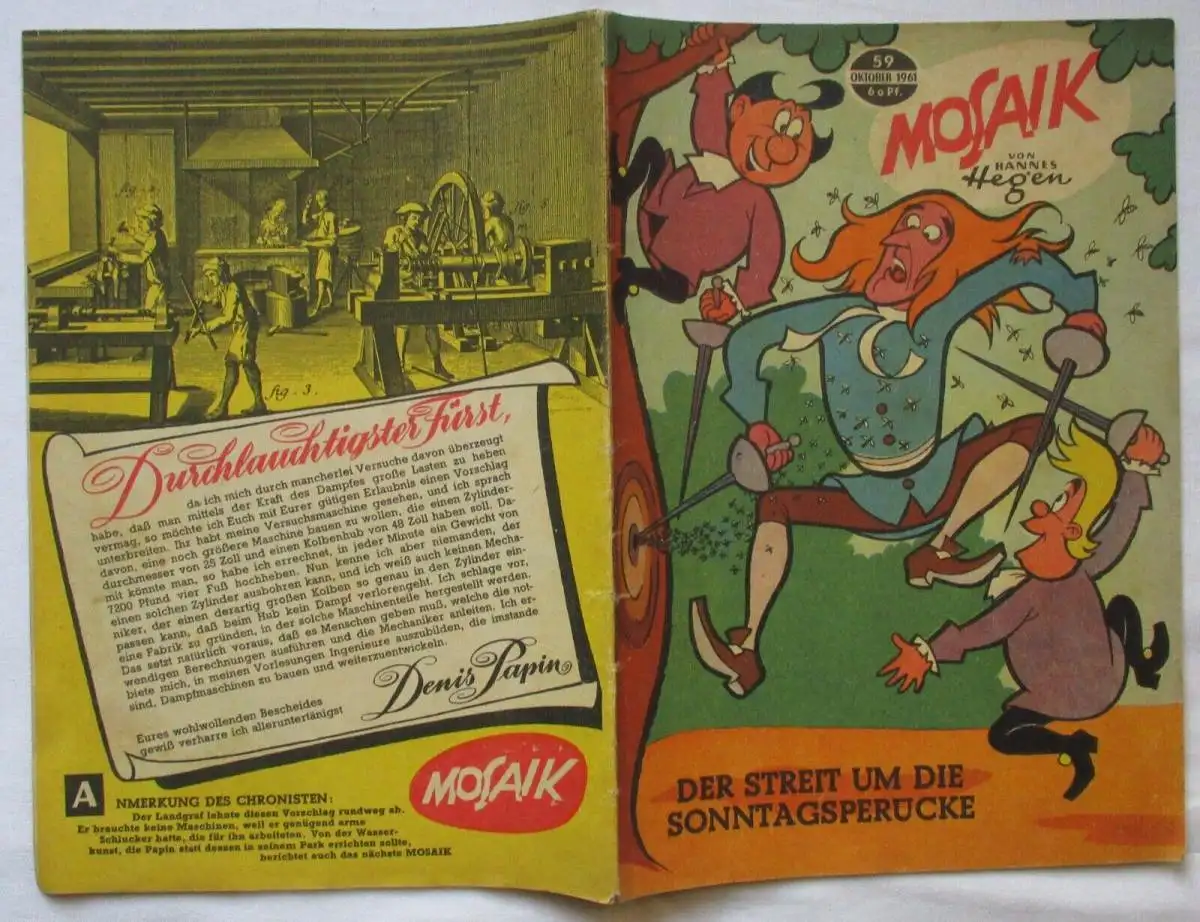 fig. 3.
Durchlauchtigster Fürst,
da ich mich durch mancherlei Versuche davon überzeugt
habe, daß man mittels der Kraft des Dampfes große Lasten zu heben
vermag, so möchte ich Euch mit Eurer gütigen Erlaubnis einen Vorschlag
unterbreiten. Ihr habt meine Versuchsmaschine gesehen, und ich sprach
davon, eine noch größere Maschine bauen zu wollen, die einen Zylinder-
durchmesser von 25 Zoll und einen Kolbenhub von 48 Zoll haben soll. Da-
mit könnte man, so habe ich errechnet, in jeder Minute ein Gewicht von
7200 Pfund vier Fuß hochheben. Nun kenne ich aber niemanden, der
einen solchen Zylinder ausbohren kann, und ich weiß auch keinen Mecha-
niker, der einen derartig großen Kolben so genau in den Zylinder ein-
passen kann, daß beim Hub kein Dampf verlorengeht. Ich schlage vor,
eine Fabrik zu gründen, in der solche Maschinenteile hergestellt werden.
Das setzt natürlich voraus, daß es Menschen geben muß, welche die not-
wendigen Berechnungen ausführen und die Mechaniker anleiten. Ich er-
biete mich, in meinen Vorlesungen Ingenieure auszubilden, die imstande
sind, Dampfmaschinen zu bauen und weiterzuentwickeln.
Eures wohlwollenden Bescheides
gewiß verharre ich alleruntertänigst
Denis Papin
MOSAIK
A NMERKUNG DES CHRONISTEN:
Der Landgraf lehnte diesen Vorschlag rundweg ab.
Er brauchte keine Maschinen, weil er genügend arme
Schlucker hatte, die für ihn arbeiteten. Von der Wasser-
kunst, die Papin statt dessen in seinem Park errichten sollte,
berichtet euch das nächste MOSAIK
59
OKTOBER 1961
60 Pf.
MOSAIK
VON
HANNES
Hegen
DER STREIT UM DIE
SONNTAGSPERÜCKE